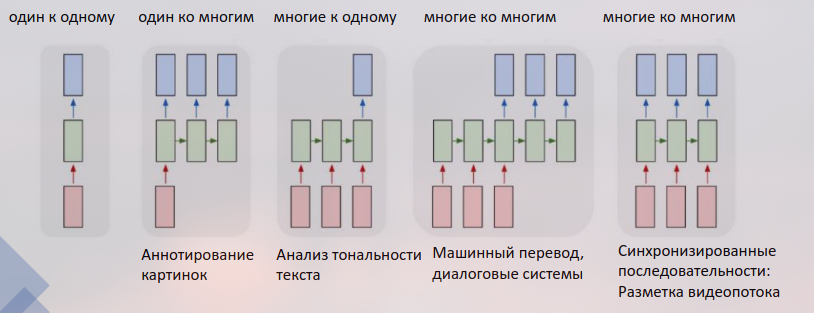 один к одному
один ко многим
многие к одному
многие ко многим
многие ко многим
Аннотирование
картинок
Анализ тональности
текста
Машинный перевод,
диалоговые системы
Синхронизированные
последовательности:
Разметка видеопотока